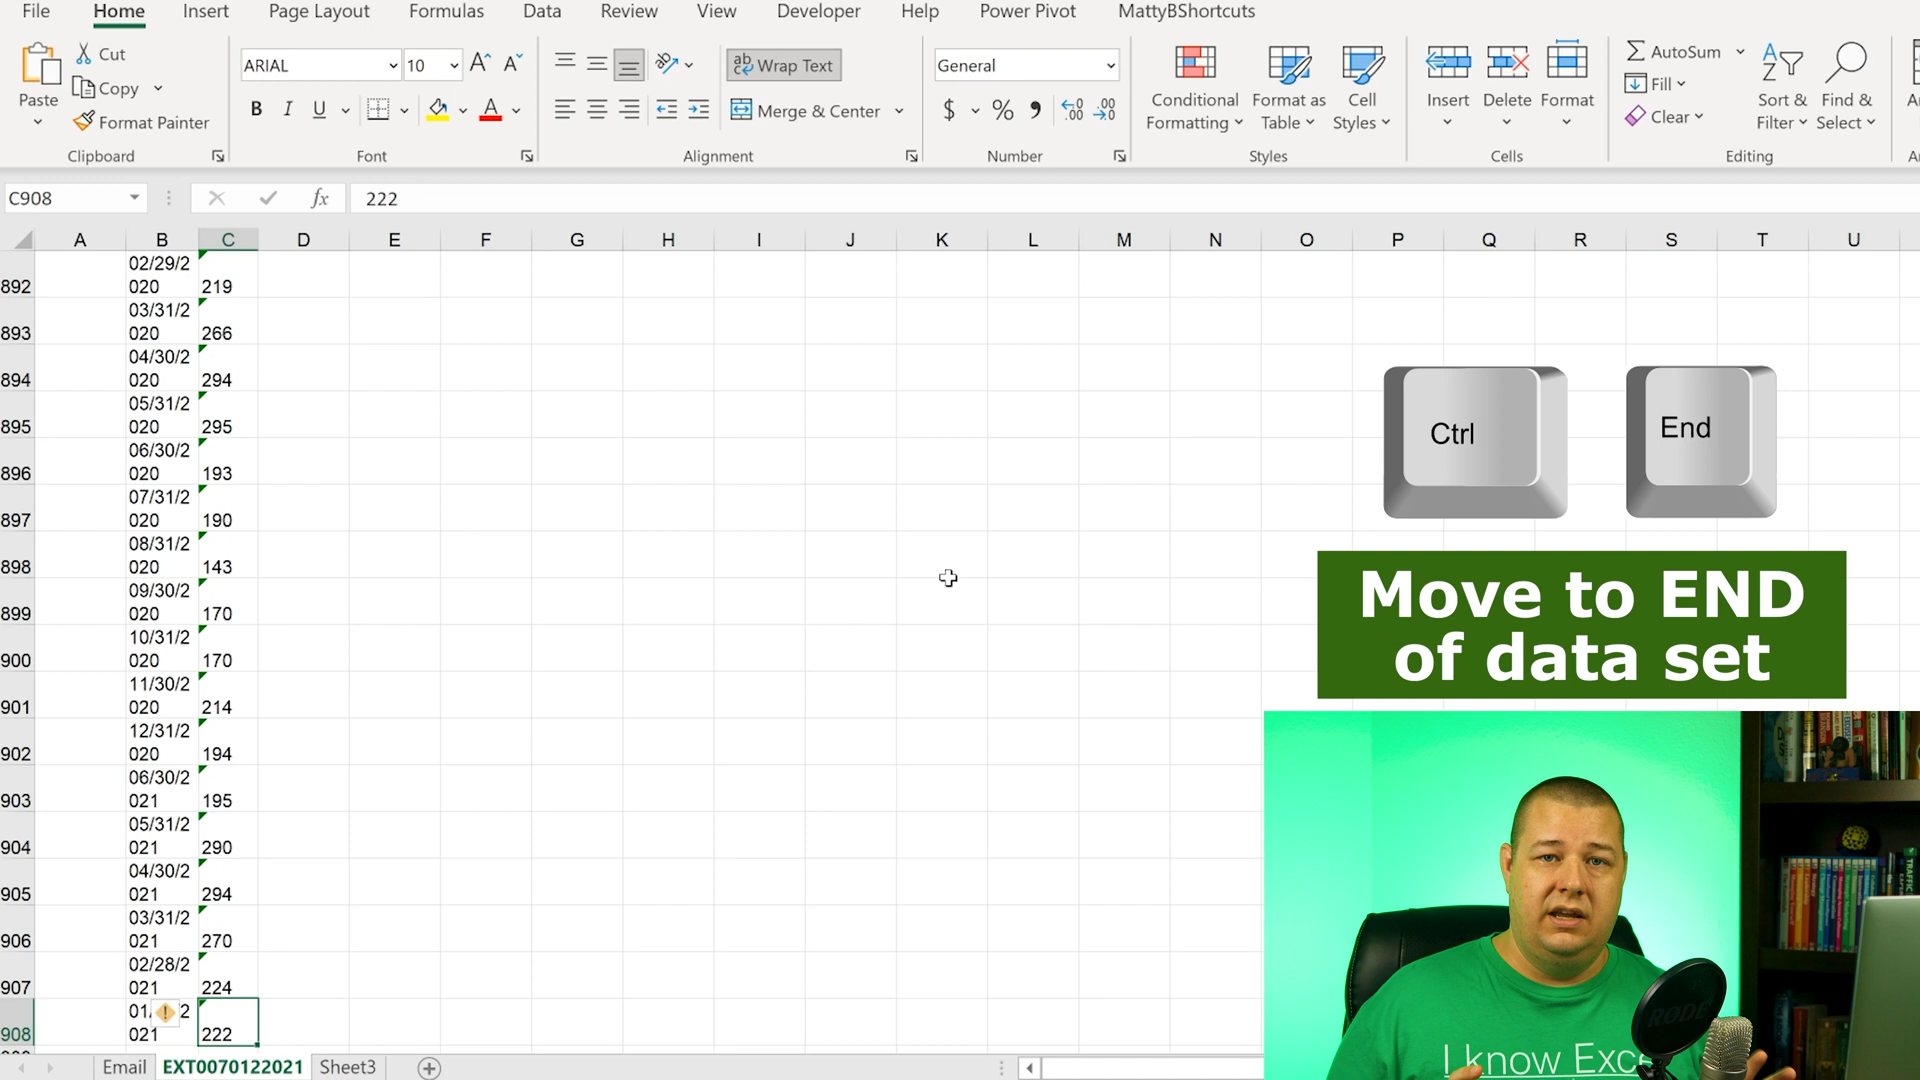 File Home Insert Page Layout Formulas Data Review View Developer Help Power Pivot MattyBShortcuts
Paste
Cut
Copy
Format Painter
Clipboard
ARIAL 10
B I U
Font
Wrap Text
Merge & Center
Alignment
General
$ % ,
Number
Conditional
Formatting
Format as
Table
Cell
Styles
Styles
Insert Delete Format
Cells
AutoSum
Fill
Clear
Sort &
Filter
Find &
Select
Editing
C908 fx 222
A B C D E F G H I J K L M N O P Q R S T U
02/29/2
892 020 219
03/31/2
893 020 266
04/30/2
894 020 294
05/31/2
895 020 295
06/30/2
896 020 193
07/31/2
897 020 190
08/31/2
898 020 143
09/30/2
899 020 170
10/31/2
900 020 170
11/30/2
901 020 214
12/31/2
902 020 194
06/30/2
903 021 195
05/31/2
904 021 290
04/30/2
905 021 294
03/31/2
906 021 270
02/28/2
907 021 224
908 021 222
Ctrl End
Move to END
of data set
RODE
I know Exce
Email EXT0070122021 Sheet3